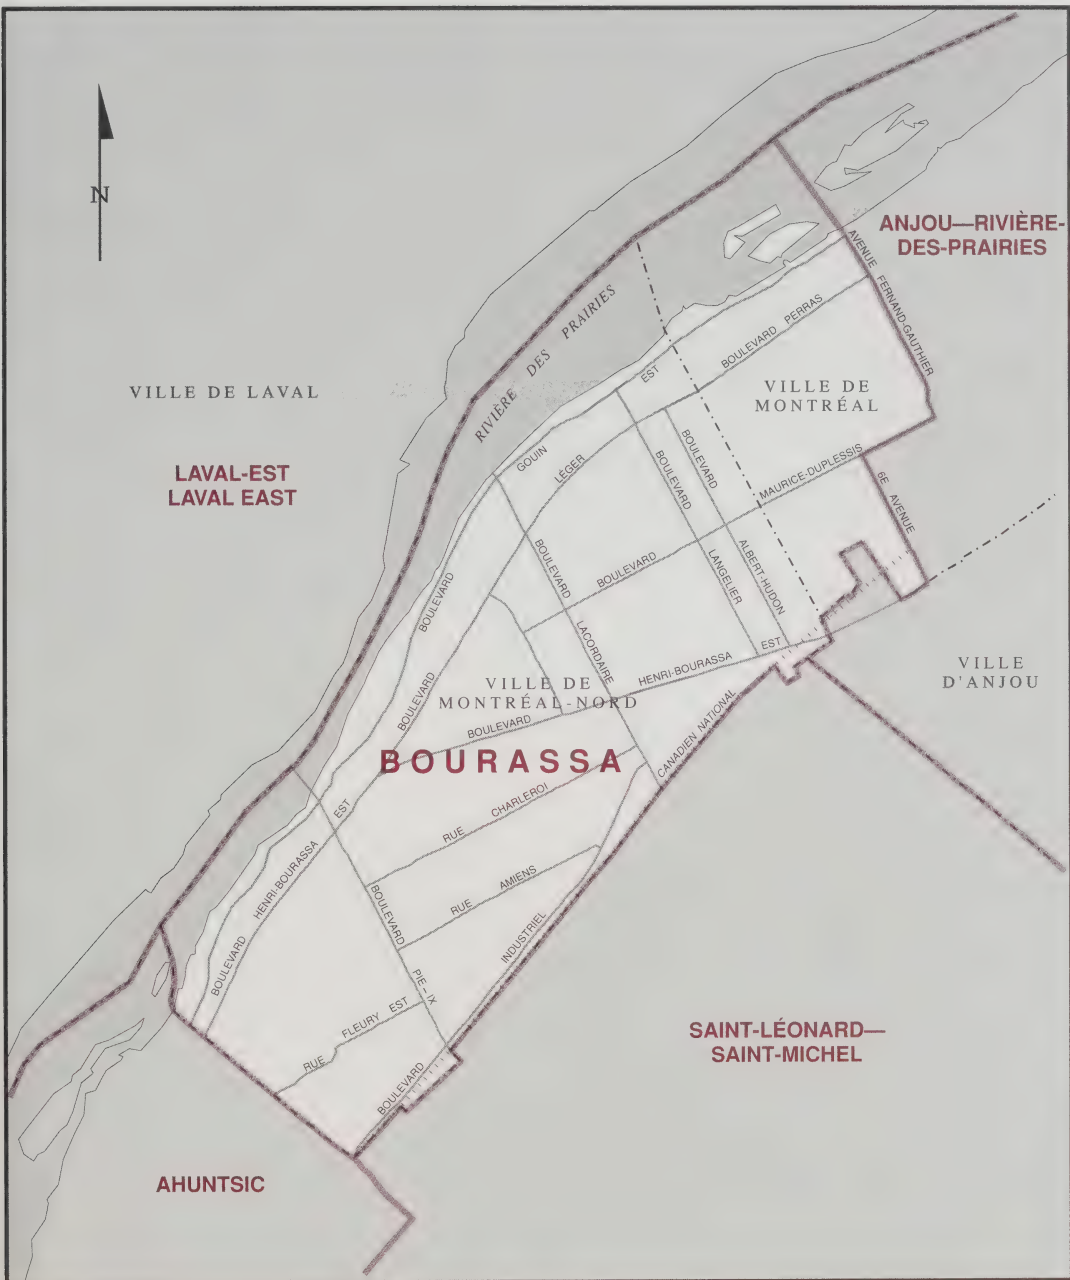 N
ANJOU—RIVIÈRE-
DES-PRAIRIES
AVENUE FERNAND-GAUTHIER
RIVIÈRE DES PRAIRIES
BOULEVARD PERRAS
EST
VILLE DE LAVAL
VILLE DE
MONTRÉAL
LAVAL-EST
LAVAL EAST
GOUIN
LÉGER
BOULEVARD
BOULEVARD
MAURICE-DUPLESSIS
6E AVENUE
BOULEVARD
BOULEVARD
BOULEVARD
LANGELIER
ALBERT-HUDON
LACORDAIRE
EST
HENRI-BOURASSA
VILLE
D'ANJOU
VILLE DE
MONTRÉAL-NORD
BOULEVARD
BOULEVARD
CANADIEN NATIONAL
BOURASSA
RUE CHARLEROI
EST
HENRI-BOURASSA
RUE AMIENS
BOULEVARD
INDUSTRIEL
BOULEVARD
PIE-IX
RUE FLEURY EST
BOULEVARD
SAINT-LÉONARD—
SAINT-MICHEL
AHUNTSIC